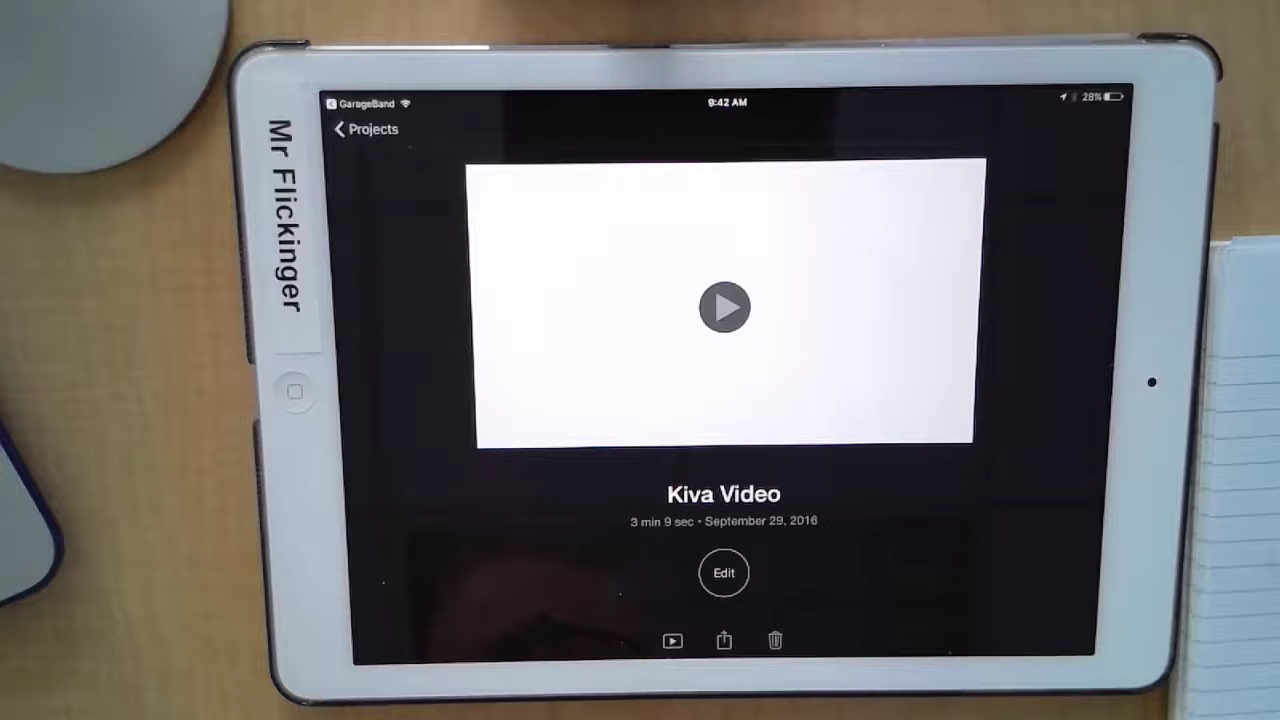 GarageBand
9:42 AM
28%
Projects
Mr Flickinger
Kiva Video
3 min 9 sec • September 29, 2016
Edit